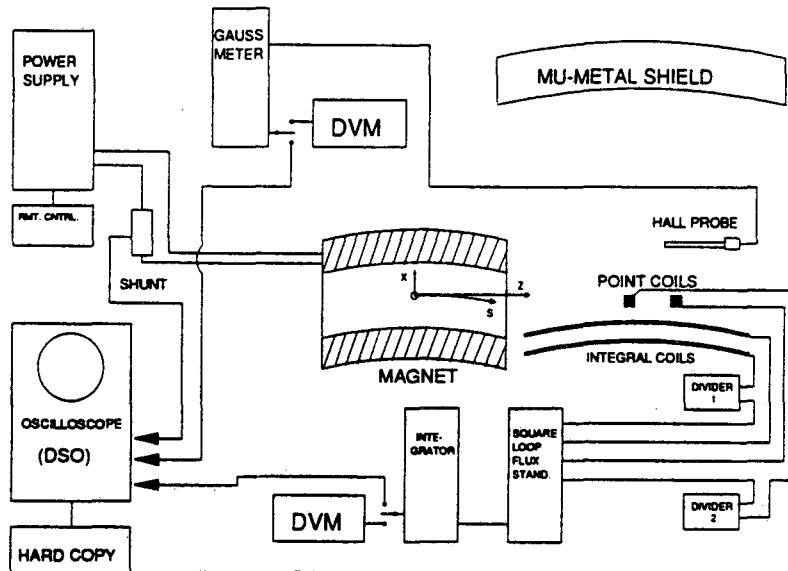 POWER
SUPPLY
RMT. CNTRL.
SHUNT
GAUSS
METER
DVM
MU-METAL SHIELD
HALL PROBE
X
Z
S
MAGNET
POINT COILS
INTEGRAL COILS
DIVIDER
1
OSCILLOSCOPE
(DSO)
HARD COPY
DVM
INTE-
GRATOR
SQUARE
LOOP
FLUX
STAND.
DIVIDER
2